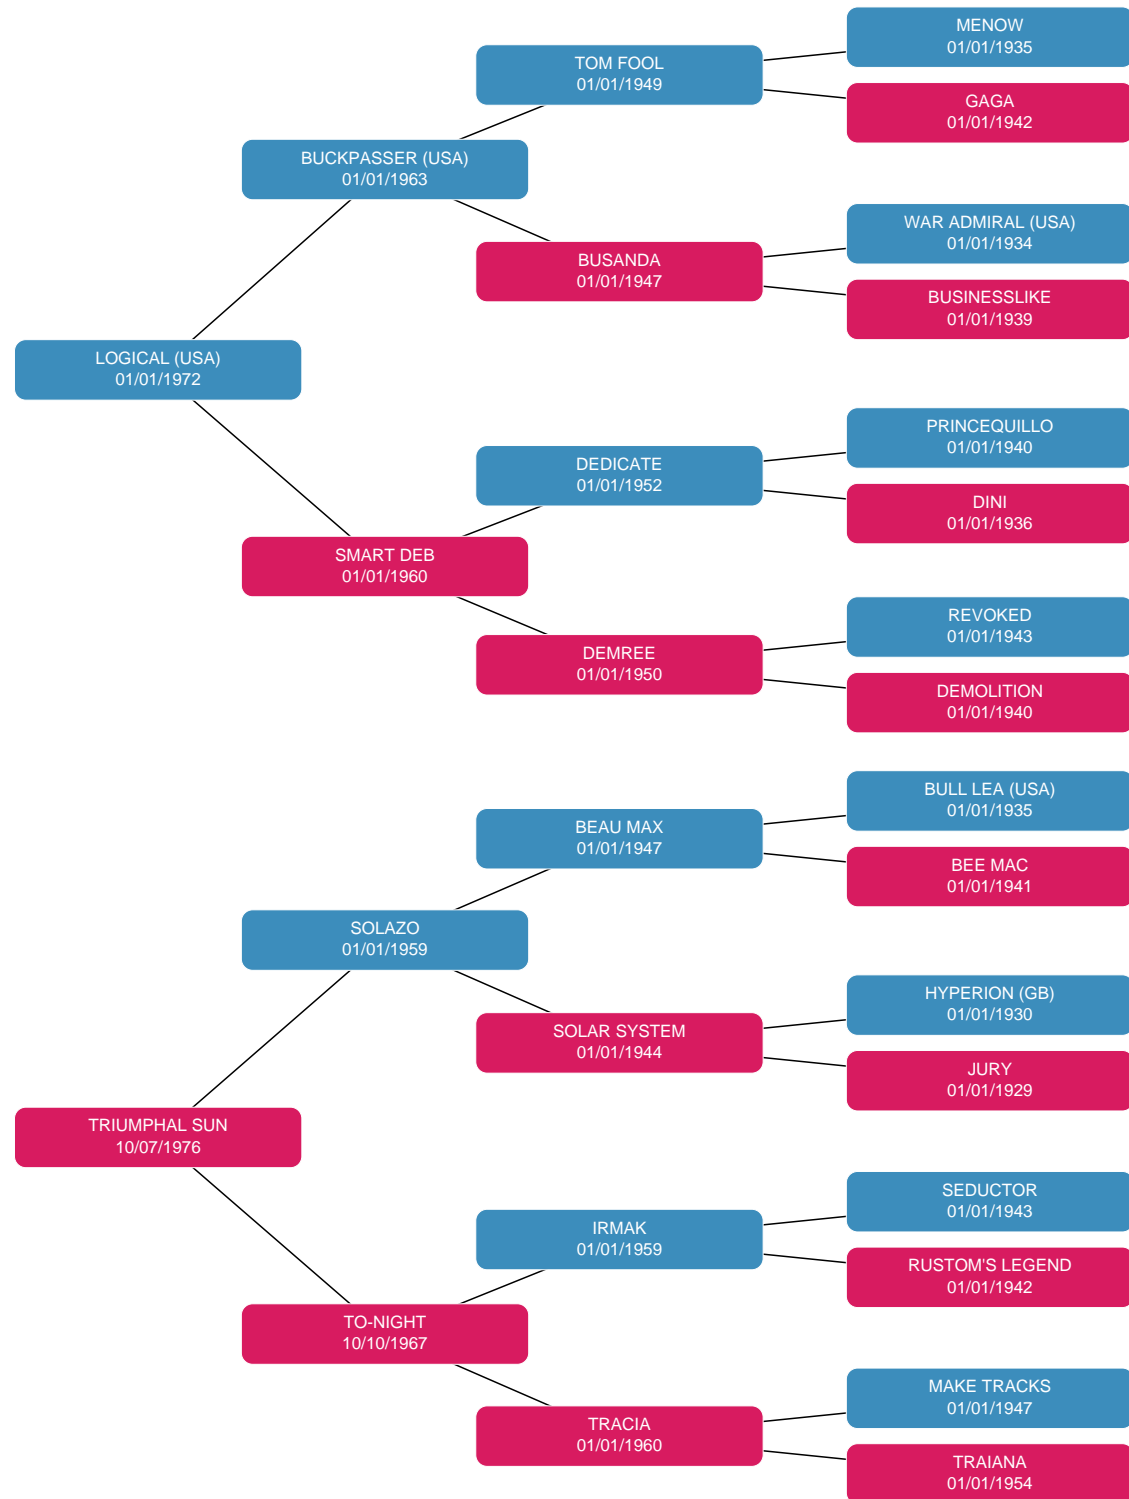 MENOW
01/01/1935
TOM FOOL
01/01/1949
GAGA
01/01/1942
BUCKPASSER (USA)
01/01/1963
WAR ADMIRAL (USA)
01/01/1934
BUSANDA
01/01/1947
BUSINESSLIKE
01/01/1939
LOGICAL (USA)
01/01/1972
PRINCEQUILLO
01/01/1940
DEDICATE
01/01/1952
DINI
01/01/1936
SMART DEB
01/01/1960
REVOKED
01/01/1943
DEMREE
01/01/1950
DEMOLITION
01/01/1940
BULL LEA (USA)
01/01/1935
BEAU MAX
01/01/1947
BEE MAC
01/01/1941
SOLAZO
01/01/1959
HYPERION (GB)
01/01/1930
SOLAR SYSTEM
01/01/1944
JURY
01/01/1929
TRIUMPHAL SUN
10/07/1976
SEDUCTOR
01/01/1943
IRMAK
01/01/1959
RUSTOM'S LEGEND
01/01/1942
TO-NIGHT
10/10/1967
MAKE TRACKS
01/01/1947
TRACIA
01/01/1960
TRAIANA
01/01/1954